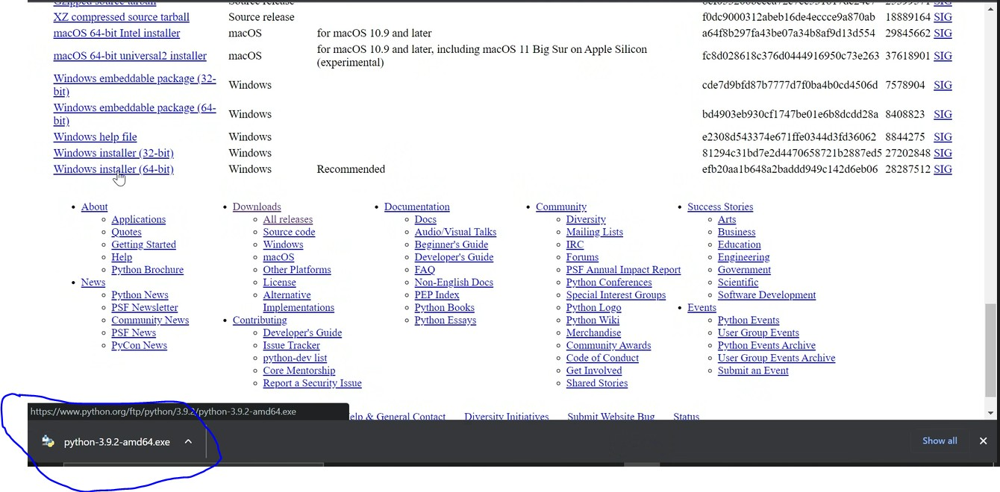 Gzipped source tarball Source release
XZ compressed source tarball Source release f0dc9000312abeb16de4eccce9a870ab 18889164 SIG
macOS 64-bit Intel installer macOS for macOS 10.9 and later a64f8b297fa43be07a34b8af9d13d554 29845662 SIG
macOS 64-bit universal2 installer macOS for macOS 10.9 and later, including macOS 11 Big Sur on Apple Silicon
(experimental) fc8d028618c376d0444916950c73e263 37618901 SIG
Windows embeddable package (32-
bit) Windows cde7d9bfd87b7777d7f0ba4b0cd4506d 7578904 SIG
Windows embeddable package (64-
bit) Windows bd4903eb930cf1747be01e6b8dcdd28a 8408823 SIG
Windows help file Windows e2308d543374e671ffe0344d3fd36062 8844275 SIG
Windows installer (32-bit) Windows 81294c31bd7e2d4470658721b2887ed5 27202848 SIG
Windows installer (64-bit) Windows Recommended efb20aa1b648a2baddd949c142d6eb06 28287512 SIG
About
Applications
Quotes
Getting Started
Help
Python Brochure
News
Python News
PSF Newsletter
Community News
PSF News
PyCon News
Downloads
All releases
Source code
Windows
macOS
Other Platforms
License
Alternative
Implementations
Contributing
Developer's Guide
Issue Tracker
python-dev list
Core Mentorship
Report a Security Issue
Documentation
Docs
Audio/Visual Talks
Beginner's Guide
Developer's Guide
FAQ
Non-English Docs
PEP Index
Python Books
Python Essays
Community
Diversity
Mailing Lists
IRC
Forums
PSF Annual Impact Report
Python Conferences
Special Interest Groups
Python Logo
Python Wiki
Merchandise
Community Awards
Code of Conduct
Get Involved
Shared Stories
Success Stories
Arts
Business
Education
Engineering
Government
Scientific
Software Development
Events
Python Events
User Group Events
Python Events Archive
User Group Events Archive
Submit an Event
https://www.python.org/ftp/python/3.9.2/python-3.9.2-amd64.exe
elp & General Contact Diversity Initiatives Submit Website Bug Status
python-3.9.2-amd64.exe Show all